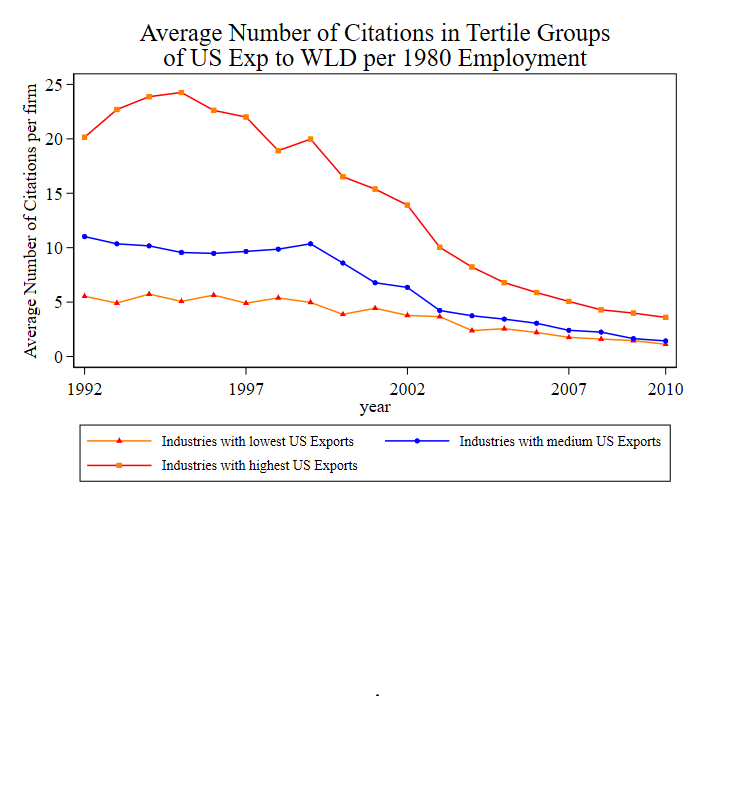 Average Number of Citations in Tertile Groups
of US Exp to WLD per 1980 Employment
Average Number of Citations per firm
25
20
15
10
5
0
1992
1997
2002
2007
2010
year
Industries with lowest US Exports
Industries with medium US Exports
Industries with highest US Exports